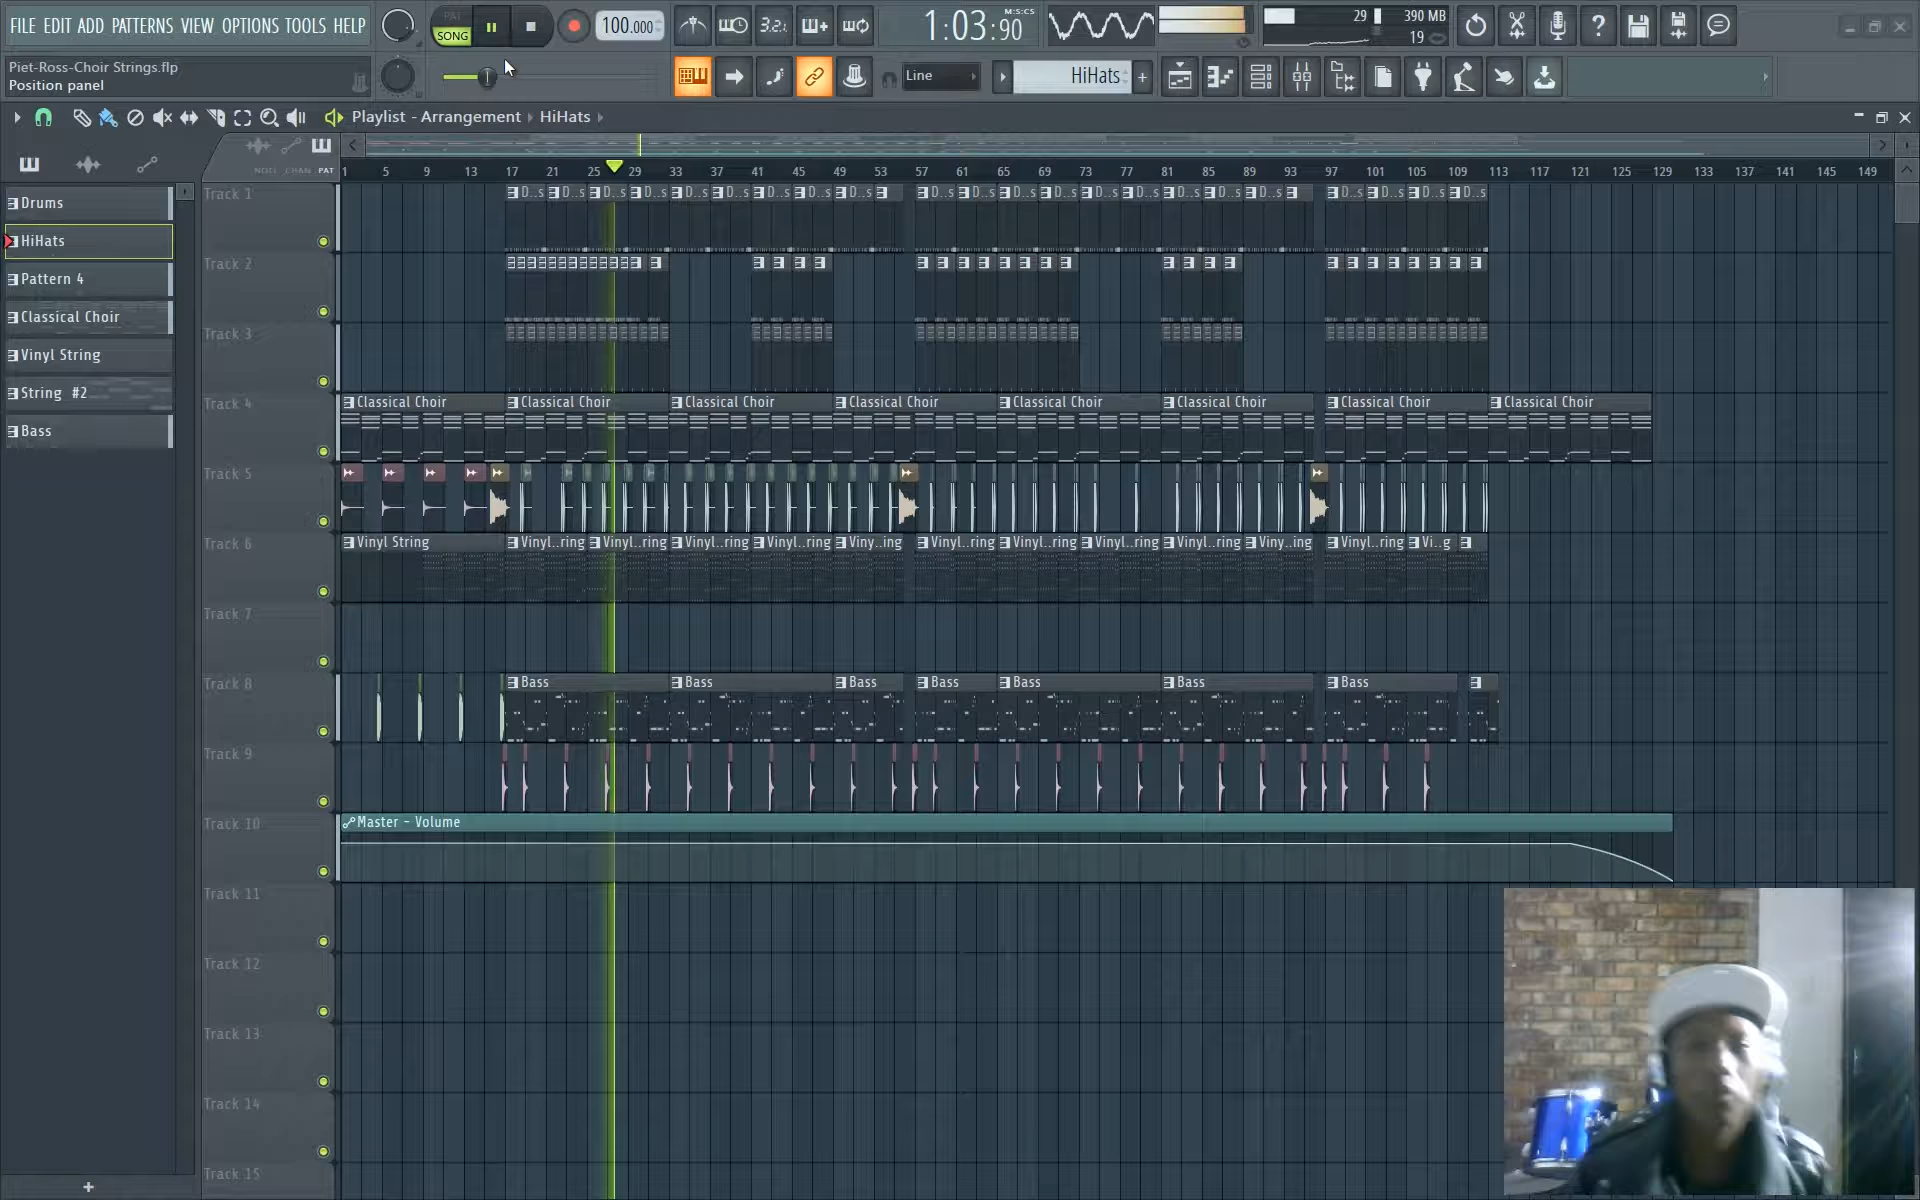 FILE EDIT ADD PATTERNS VIEW OPTIONS TOOLS HELP
PAT
SONG
100.000
3.2.
1:03:90
M:S:CS
29
390 MB
19
Piet-Ross-Choir Strings.flp
Position panel
Line
HiHats
Playlist - Arrangement HiHats
NOTE CHAN PAT
1 5 9 13 17 21 25 29 33 37 41 45 49 53 57 61 65 69 73 77 81 85 89 93 97 101 105 109 113 117 121 125 129 133 137 141 145 149
Drums
HiHats
Pattern 4
Classical Choir
Vinyl String
String #2
Bass
Track 1
D..s D..s D..s D..s D..s D..s D..s D..s D..s D..s D..s D..s D..s D..s D..s D..s D..s D..s D..s D..s D..s D..s
Track 2
Track 3
Track 4
Classical Choir Classical Choir Classical Choir Classical Choir Classical Choir Classical Choir Classical Choir Classical Choir
Track 5
Track 6
Vinyl String Vinyl..ring Vinyl..ring Vinyl..ring Vinyl..ring Viny..ing Vinyl..ring Vinyl..ring Vinyl..ring Vinyl..ring Viny..ing Vinyl..ring Vi..g
Track 7
Track 8
Bass Bass Bass Bass Bass Bass Bass
Track 9
Track 10
Master - Volume
Track 11
Track 12
Track 13
Track 14
Track 15